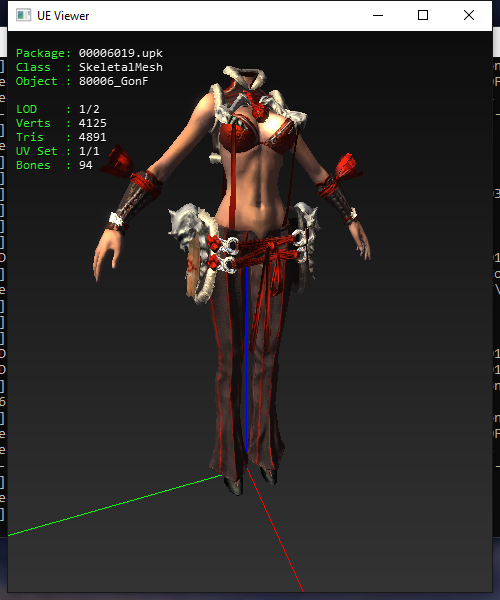 UE Viewer
Package: 00006019.upk
Class : SkeletalMesh
Object : 80006_GonF
LOD : 1/2
Verts : 4125
Tris : 4891
UV Set : 1/1
Bones : 94